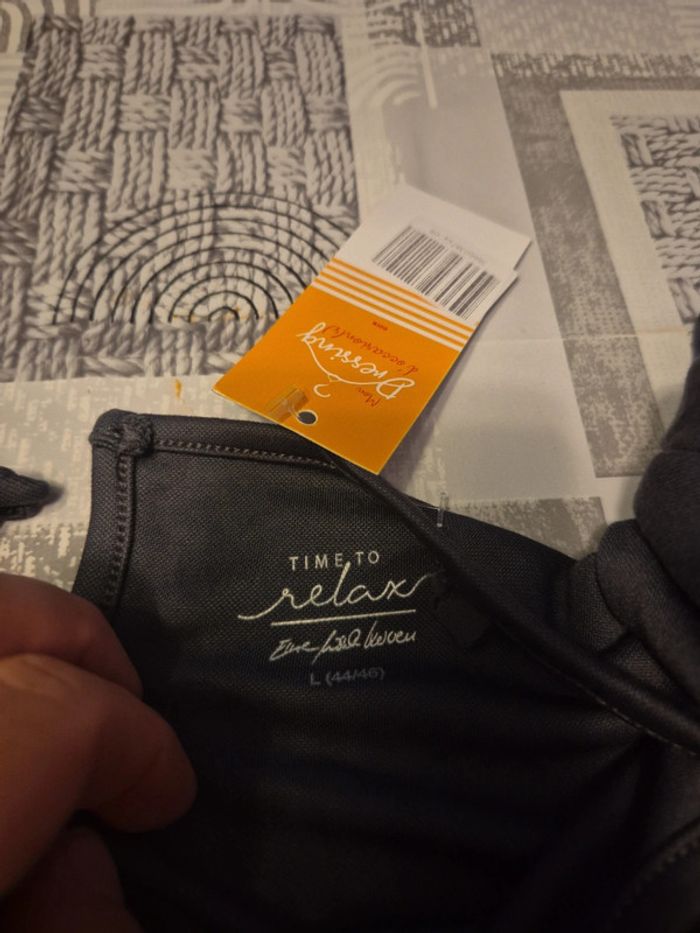 Mon
Dressing
d'occasion(s)
TIME TO
relax
L (44/46)